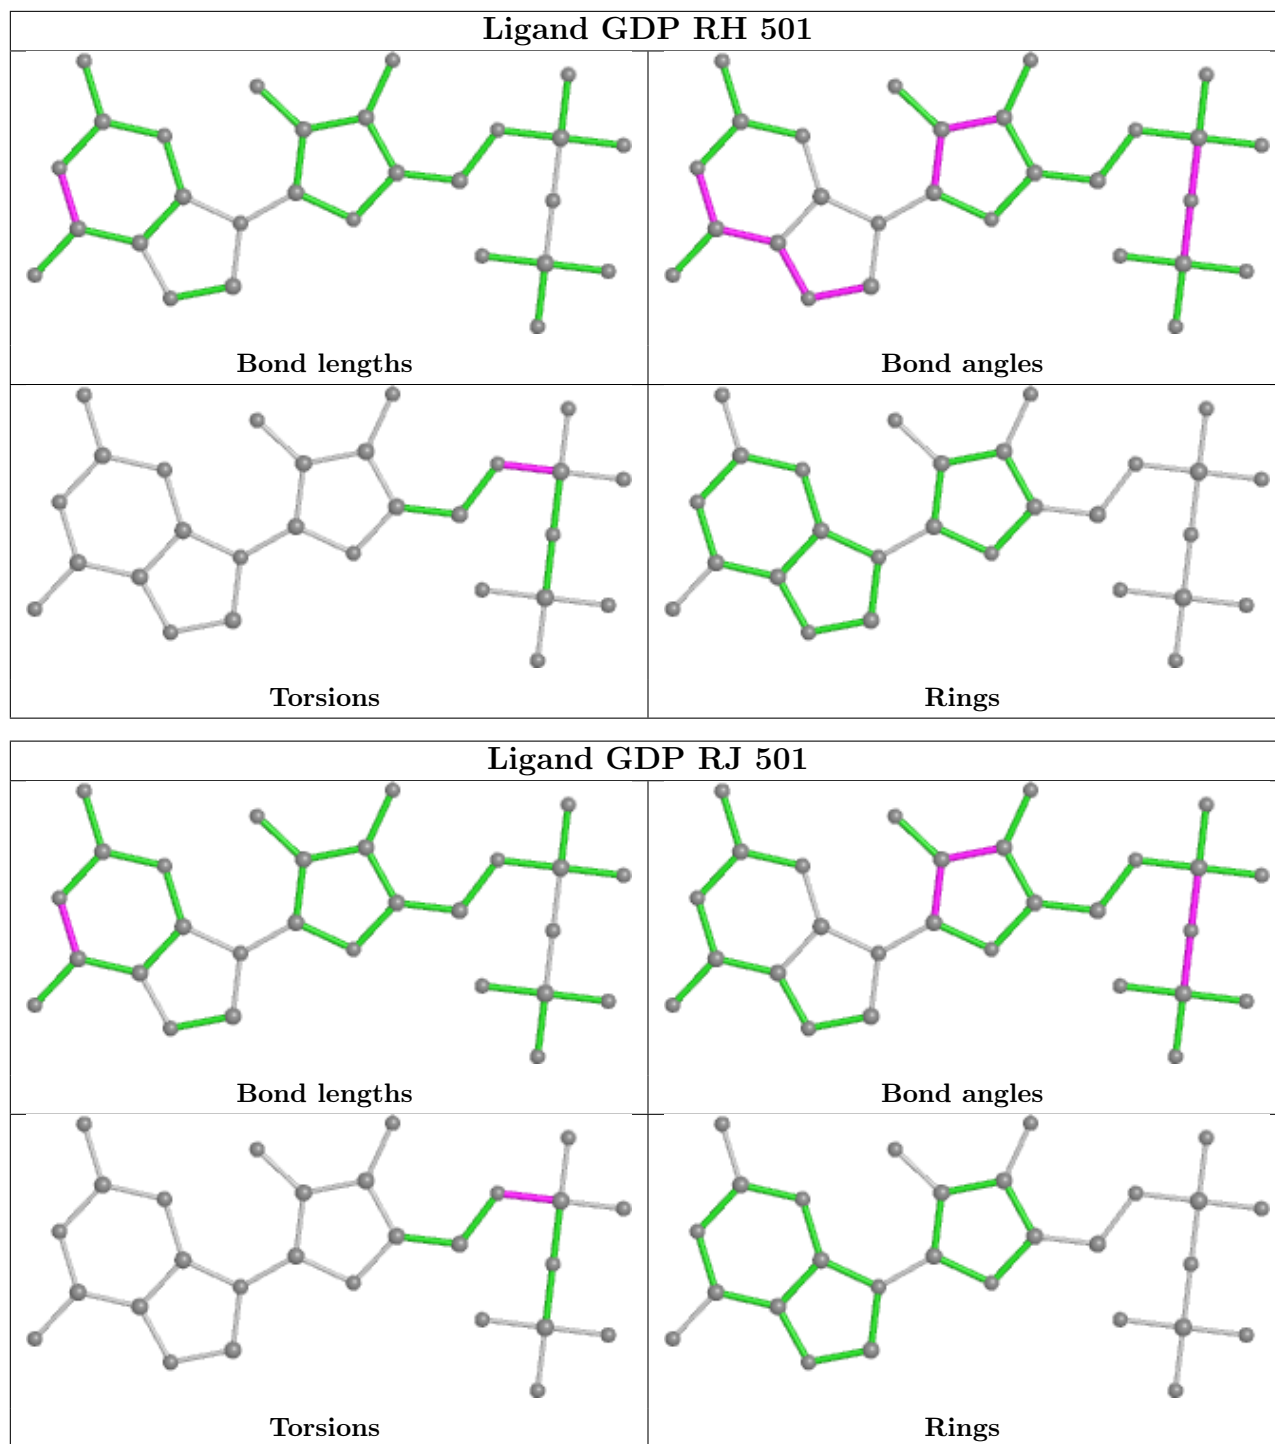 Ligand GDP RH 501
Bond lengths
Bond angles
Torsions
Rings
Ligand GDP RJ 501
Bond lengths
Bond angles
Torsions
Rings